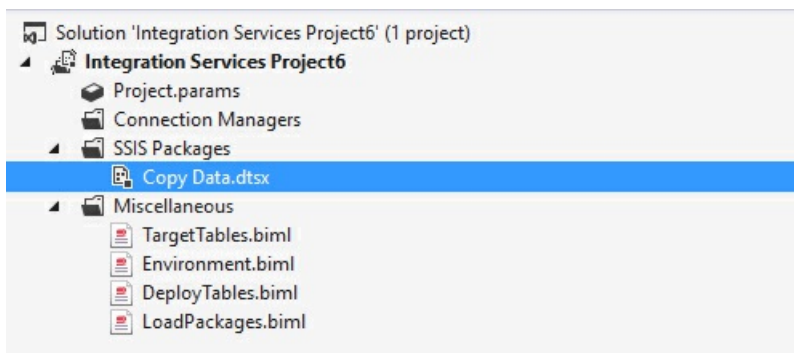 Solution 'Integration Services Project6' (1 project)
Integration Services Project6
Project.params
Connection Managers
SSIS Packages
Copy Data.dtsx
Miscellaneous
TargetTables.biml
Environment.biml
DeployTables.biml
LoadPackages.biml